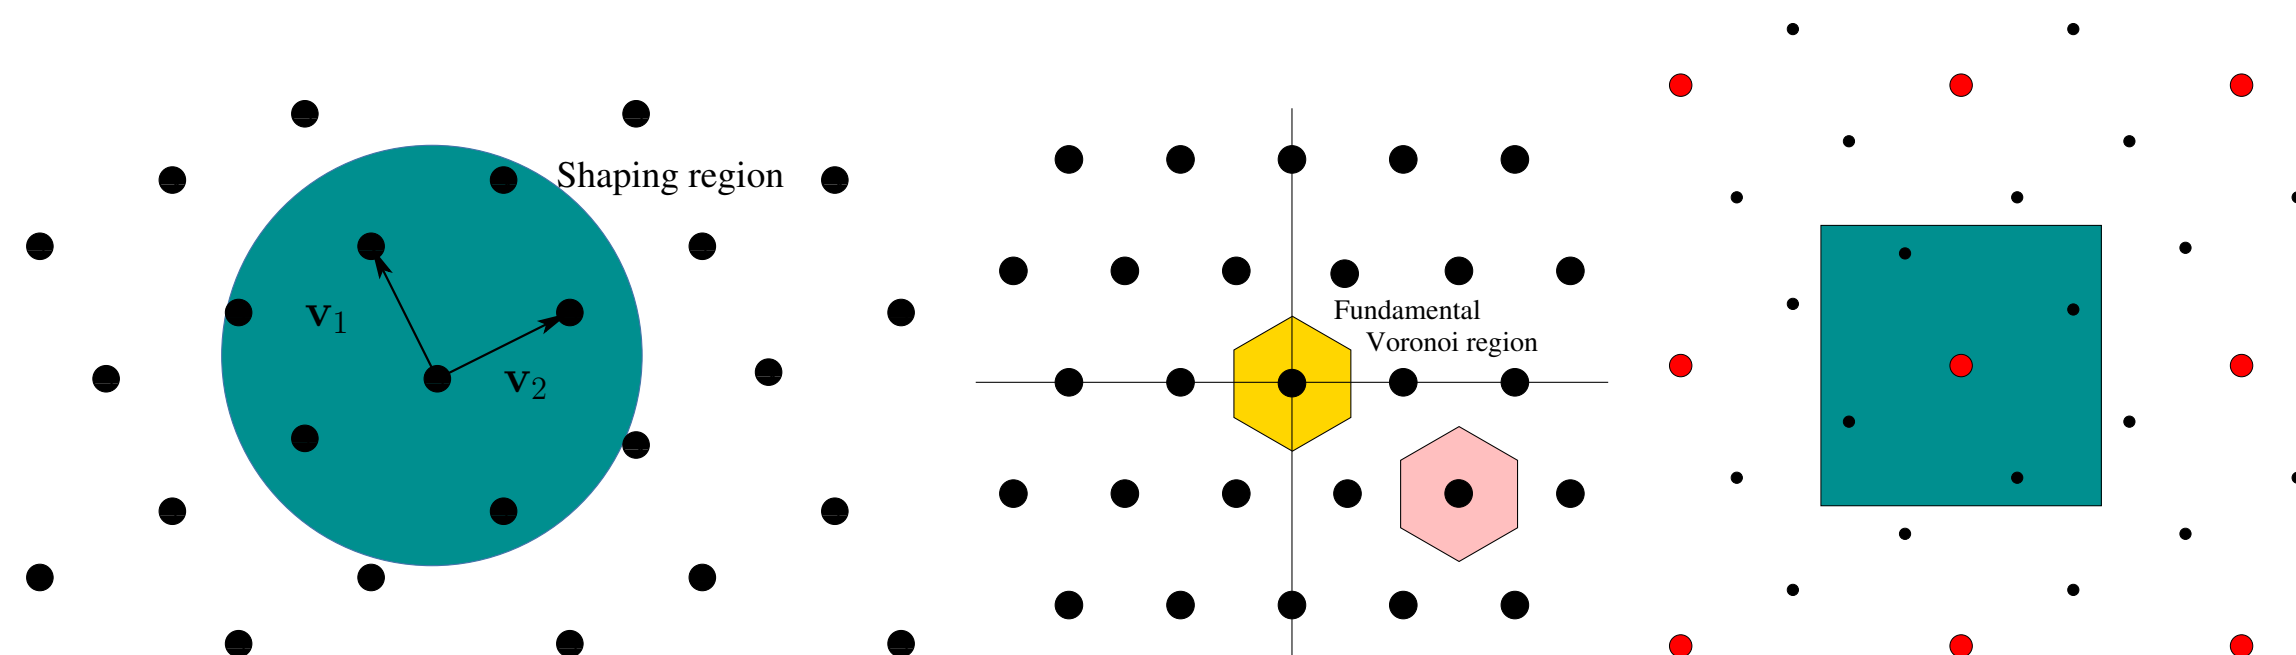 Shaping region
v₁
v₂
Fundamental
Voronoi region